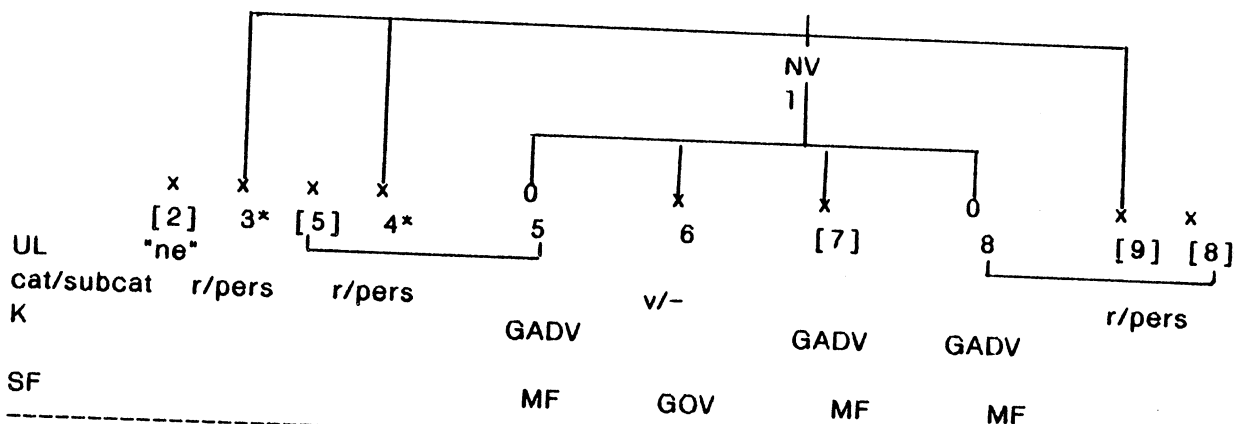 NV
1
x x x x 0 x x 0 x x
[2] 3* [5] 4* 5 6 [7] 8 [9] [8]
UL "ne"
cat/subcat r/pers r/pers v/- r/pers
K GADV GADV GADV
SF MF GOV MF MF